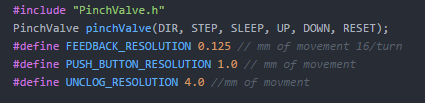 #include "PinchValve.h"
PinchValve pinchValve(DIR, STEP, SLEEP, UP, DOWN, RESET);
#define FEEDBACK_RESOLUTION 0.125 // mm of movement 16/turn
#define PUSH_BUTTON_RESOLUTION 1.0 // mm of movement
#define UNCLOG_RESOLUTION 4.0 //mm of movment